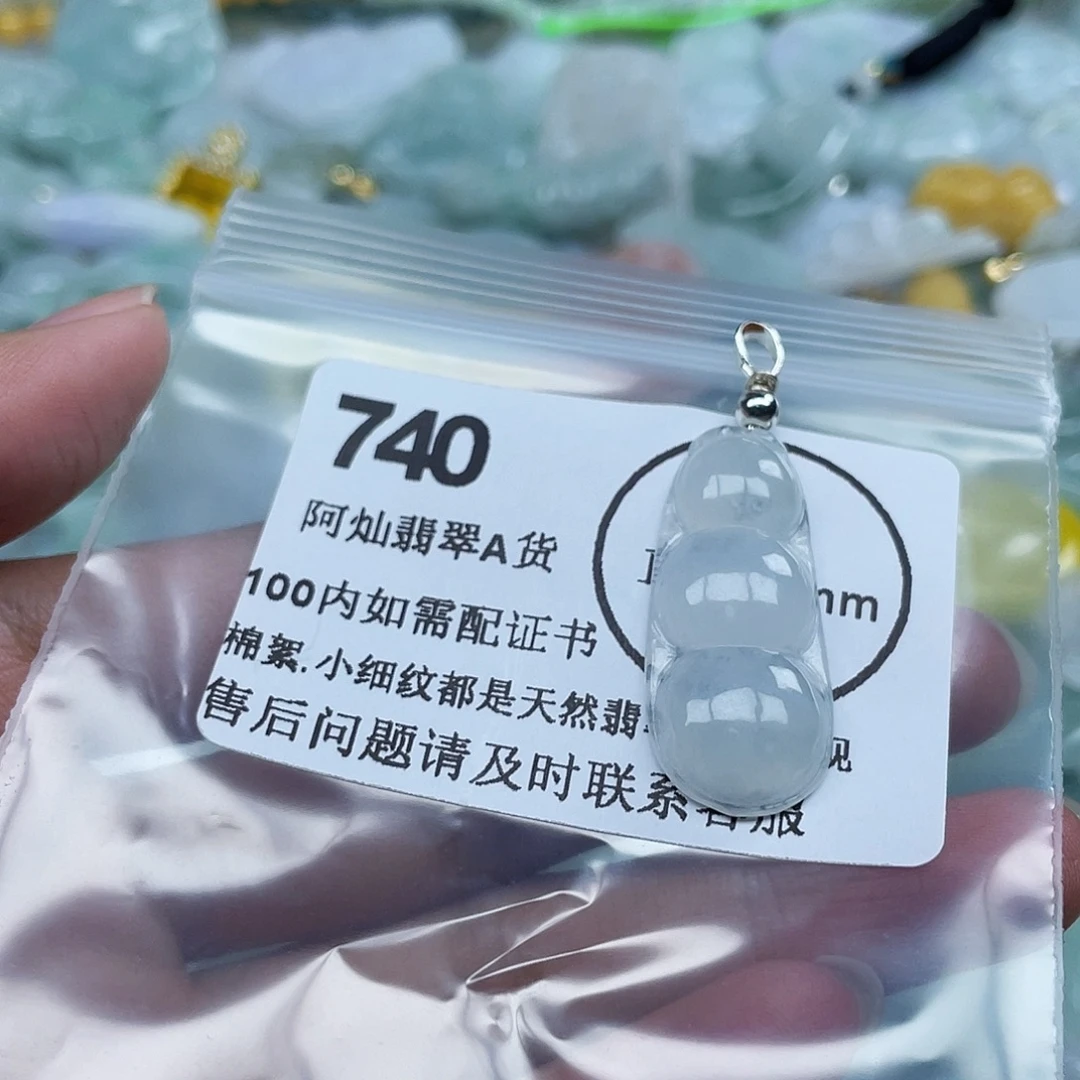 740
阿灿翡翠A货
mm
100内如需配证书
棉絮.小细纹都是天然翡
售后问题请及时联系客服